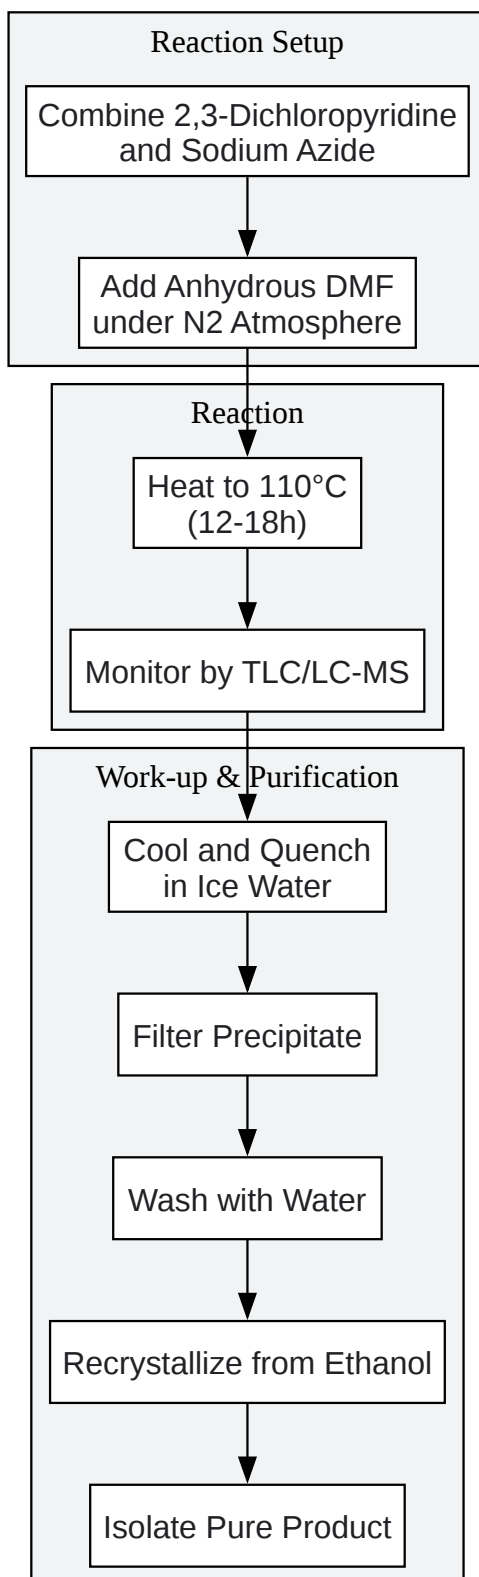 Reaction Setup
Combine 2,3-Dichloropyridine
and Sodium Azide
Add Anhydrous DMF
under N2 Atmosphere
Reaction
Heat to 110°C
(12-18h)
Monitor by TLC/LC-MS
Work-up & Purification
Cool and Quench
in Ice Water
Filter Precipitate
Wash with Water
Recrystallize from Ethanol
Isolate Pure Product